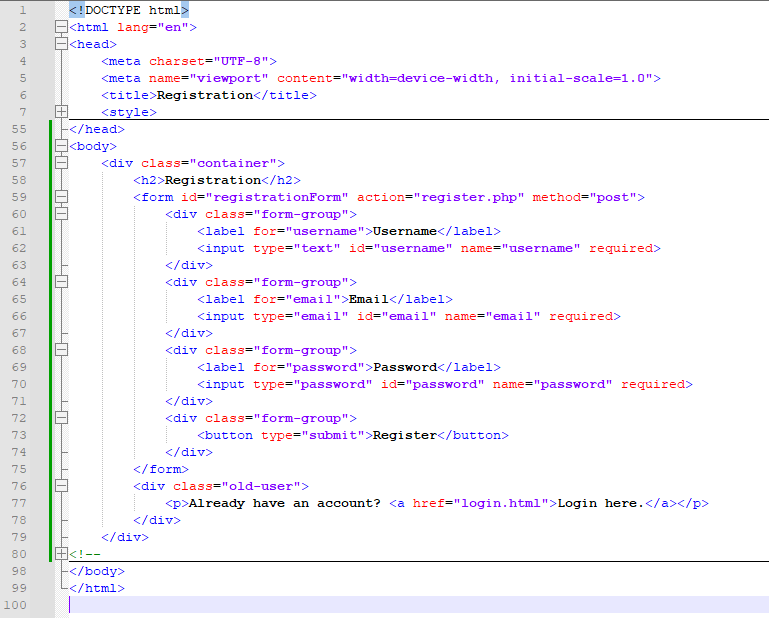 1 <!DOCTYPE html>
2 <html lang="en">
3 <head>
4 <meta charset="UTF-8">
5 <meta name="viewport" content="width=device-width, initial-scale=1.0">
6 <title>Registration</title>
7 <style>
55 </head>
56 <body>
57 <div class="container">
58 <h2>Registration</h2>
59 <form id="registrationForm" action="register.php" method="post">
60 <div class="form-group">
61 <label for="username">Username</label>
62 <input type="text" id="username" name="username" required>
63 </div>
64 <div class="form-group">
65 <label for="email">Email</label>
66 <input type="email" id="email" name="email" required>
67 </div>
68 <div class="form-group">
69 <label for="password">Password</label>
70 <input type="password" id="password" name="password" required>
71 </div>
72 <div class="form-group">
73 <button type="submit">Register</button>
74 </div>
75 </form>
76 <div class="old-user">
77 <p>Already have an account? <a href="login.html">Login here.</a></p>
78 </div>
79 </div>
80 <!--
98 </body>
99 </html>
100